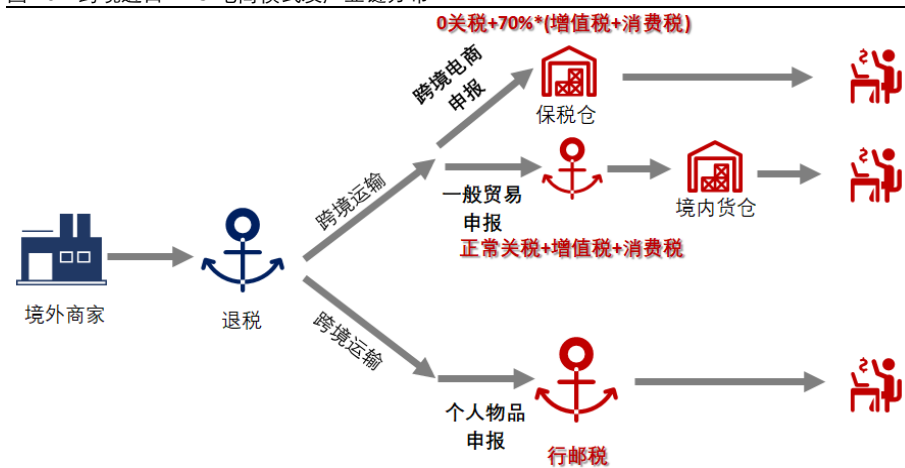 0关税+70%*(增值税+消费税)
跨境电商
申报
保税仓
跨境运输
一般贸易
申报
境内货仓
正常关税+增值税+消费税
境外商家
退税
跨境运输
个人物品
申报
行邮税